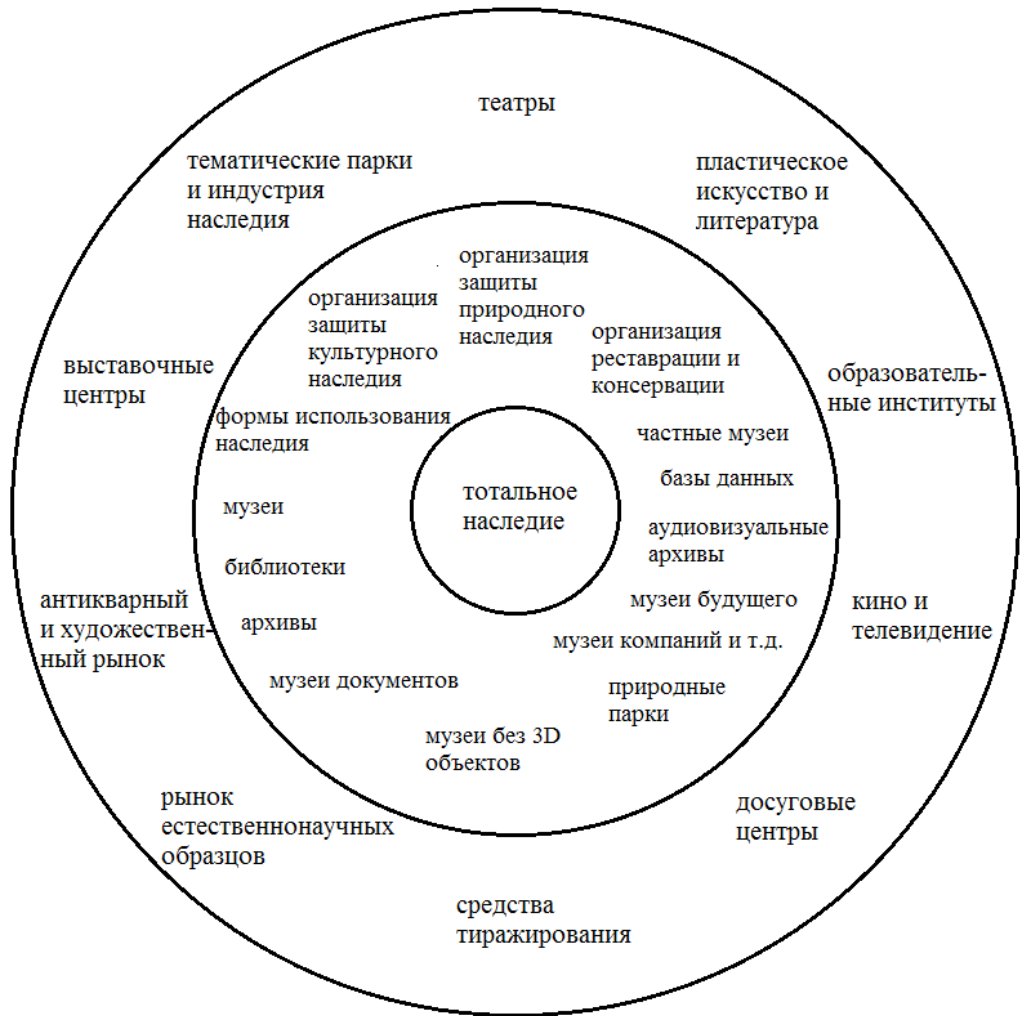 театры
тематические парки
и индустрия
наследия
пластическое
искусство и
литература
организация
защиты
природного
наследия
организация
защиты
культурного
наследия
организация
реставрации и
консервации
выставочные
центры
образователь-
ные институты
формы использования
наследия
частные музеи
базы данных
тотальное
наследие
музеи
аудиовизуальные
архивы
библиотеки
антикварный
и художествен-
ный рынок
музеи будущего
кино и
телевидение
архивы
музеи компаний и т.д.
музеи документов
природные
парки
музеи без 3D
объектов
рынок
естественнонаучных
образцов
досуговые
центры
средства
тиражирования